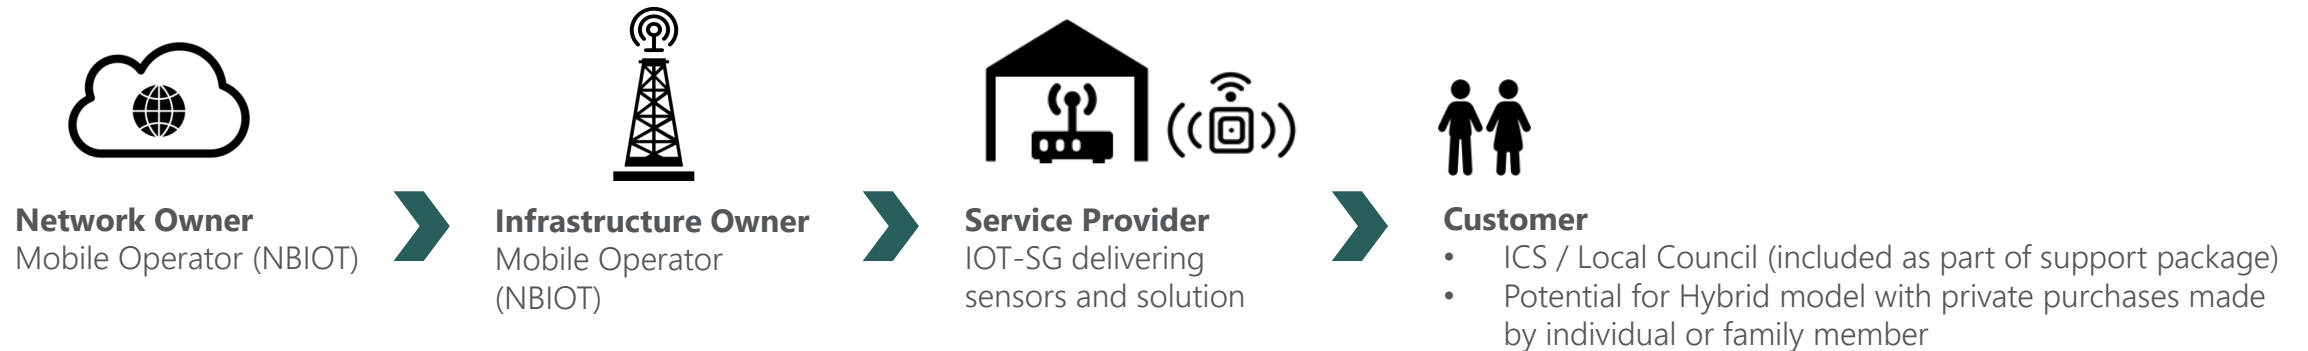 Network Owner
Mobile Operator (NBIOT)
Infrastructure Owner
Mobile Operator
(NBIOT)
Service Provider
IOT-SG delivering
sensors and solution
Customer
• ICS / Local Council (included as part of support package)
• Potential for Hybrid model with private purchases made
by individual or family member